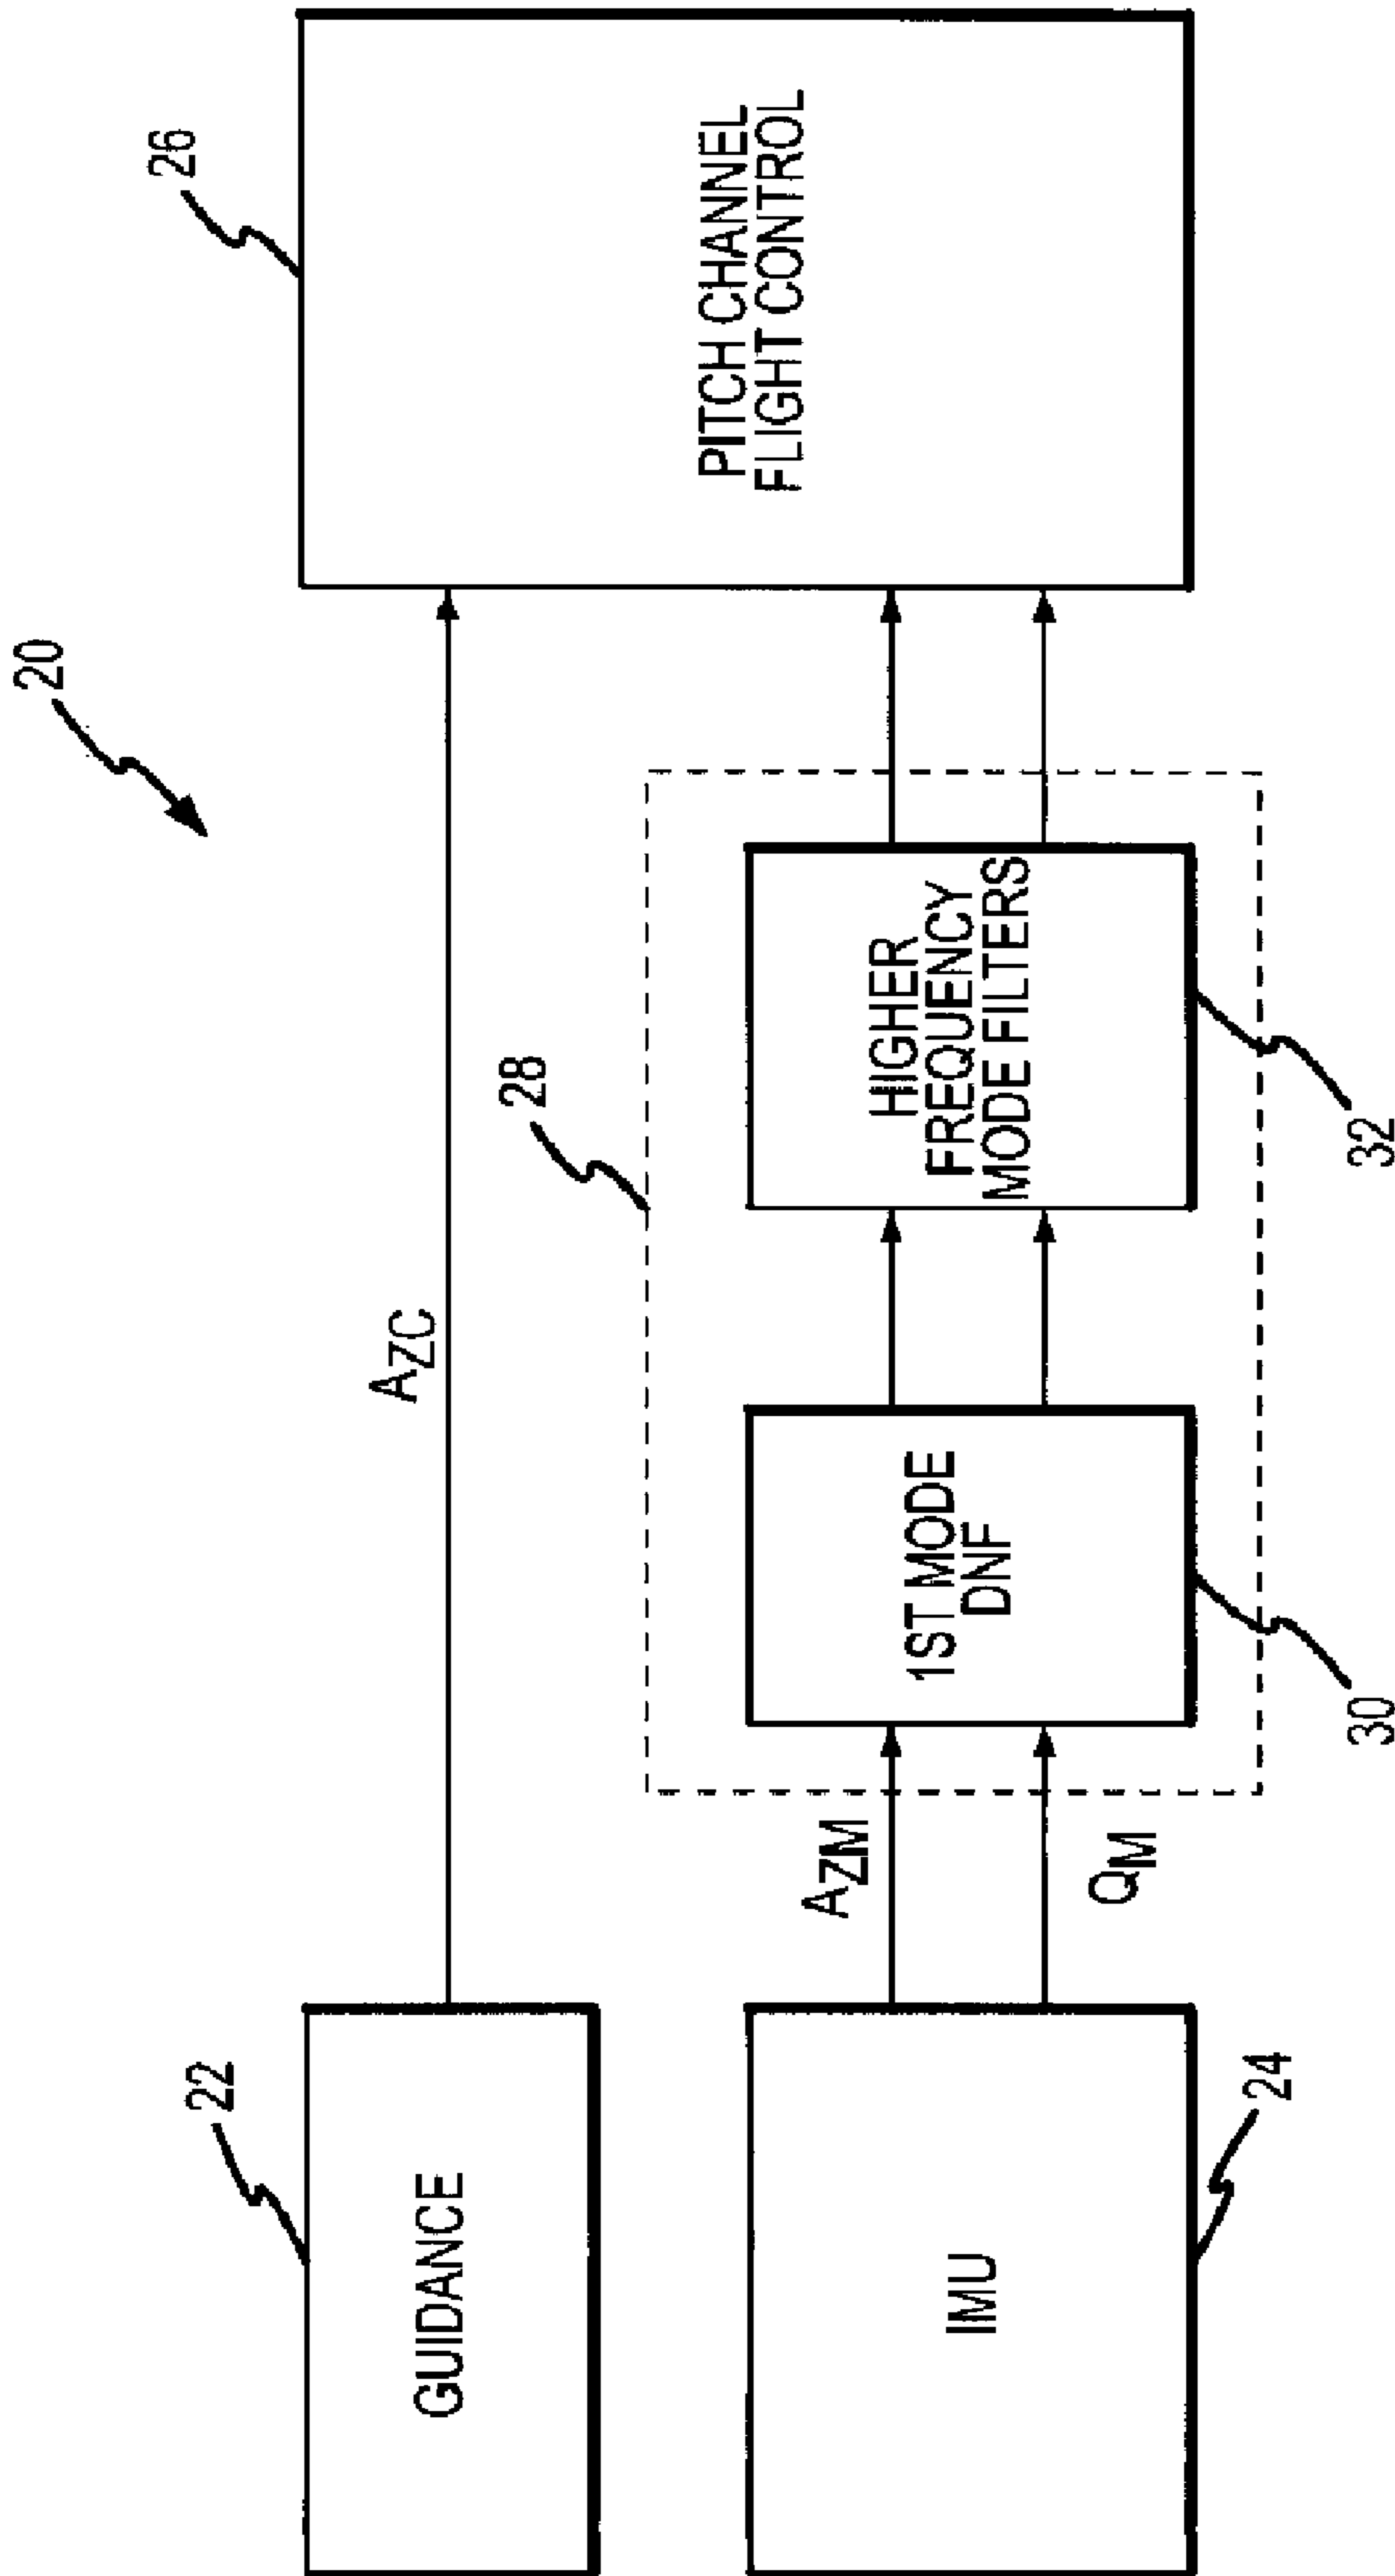 20
22
GUIDANCE
AZC
26
PITCH CHANNEL
FLIGHT CONTROL
28
IMU
24
AZM
QM
1ST MODE
DNF
30
HIGHER
FREQUENCY
MODE FILTERS
32